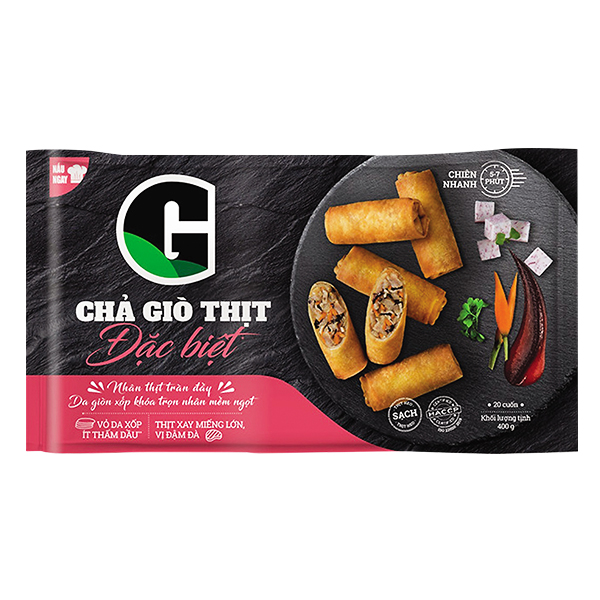 NẤU
NGAY
G
CHIÊN
NHANH
5-7
PHÚT
CHẢ GIÒ THỊT
Đặc biệt
Nhân thịt tràn đầy
Da giòn xốp khóa trọn nhân mềm ngọt
VỎ DA XỐP
ÍT THẤM DẦU**
THỊT XAY MIẾNG LỚN,
VỊ ĐẬM ĐÀ
SẠCH
HACCP
20 cuốn
Khối lượng tịnh
400 g